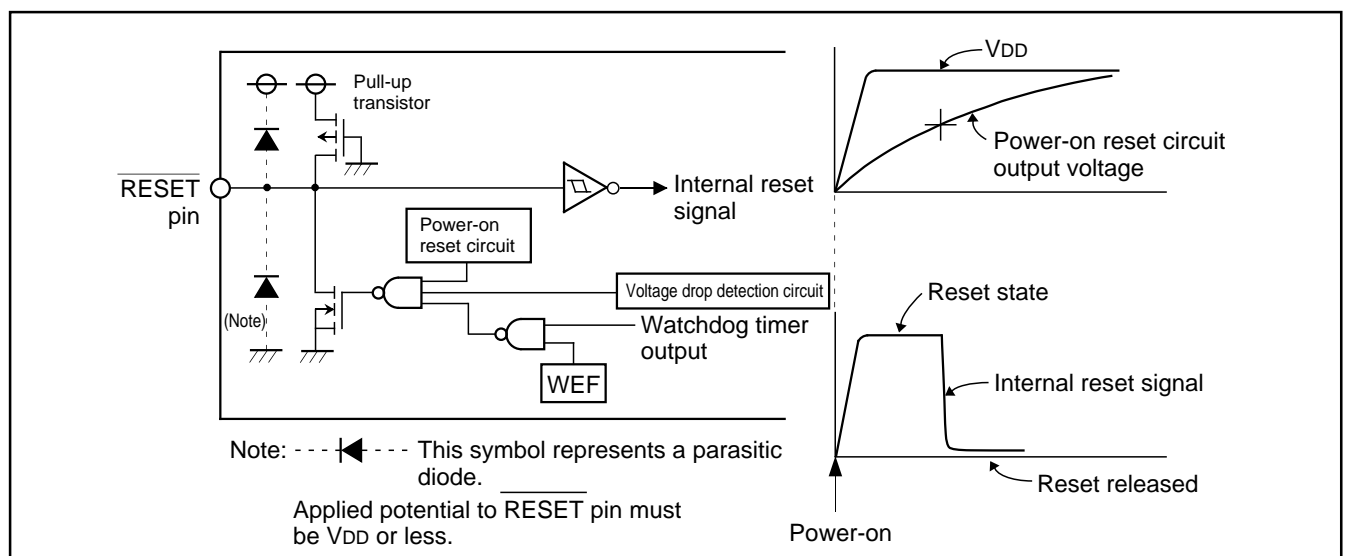 Pull-up
transistor
RESET
pin
Internal reset
signal
Power-on
reset circuit
Voltage drop detection circuit
(Note)
Watchdog timer
output
WEF
Note:
This symbol represents a parasitic
diode.
Applied potential to RESET pin must
be VDD or less.
VDD
Power-on reset circuit
output voltage
Reset state
Internal reset signal
Reset released
Power-on